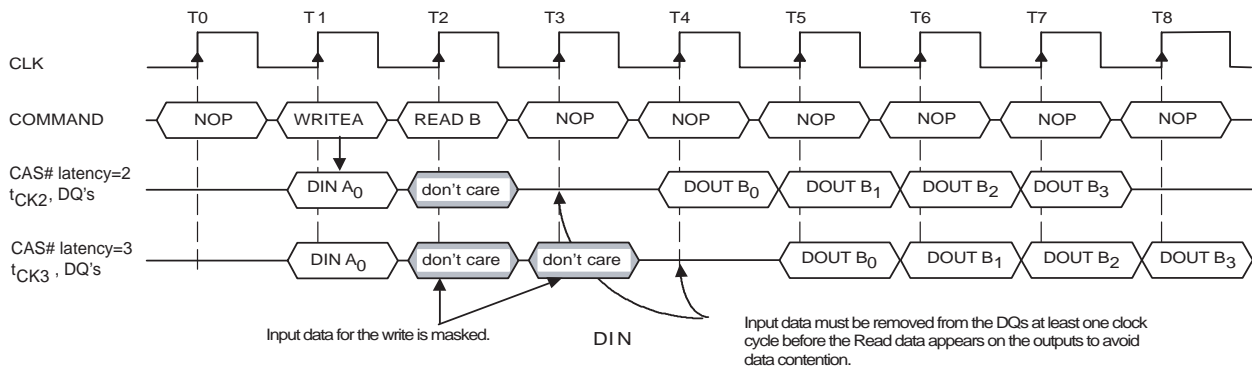 T0 T1 T2 T3 T4 T5 T6 T7 T8
CLK
COMMAND NOP WRITEA READ B NOP NOP NOP NOP NOP NOP
CAS# latency=2
tCK2, DQ's DIN A0 don't care DOUT B0 DOUT B1 DOUT B2 DOUT B3
CAS# latency=3
tCK3 , DQ's DIN A0 don't care don't care DOUT B0 DOUT B1 DOUT B2 DOUT B3
Input data for the write is masked.
DIN
Input data must be removed from the DQs at least one clock
cycle before the Read data appears on the outputs to avoid
data contention.